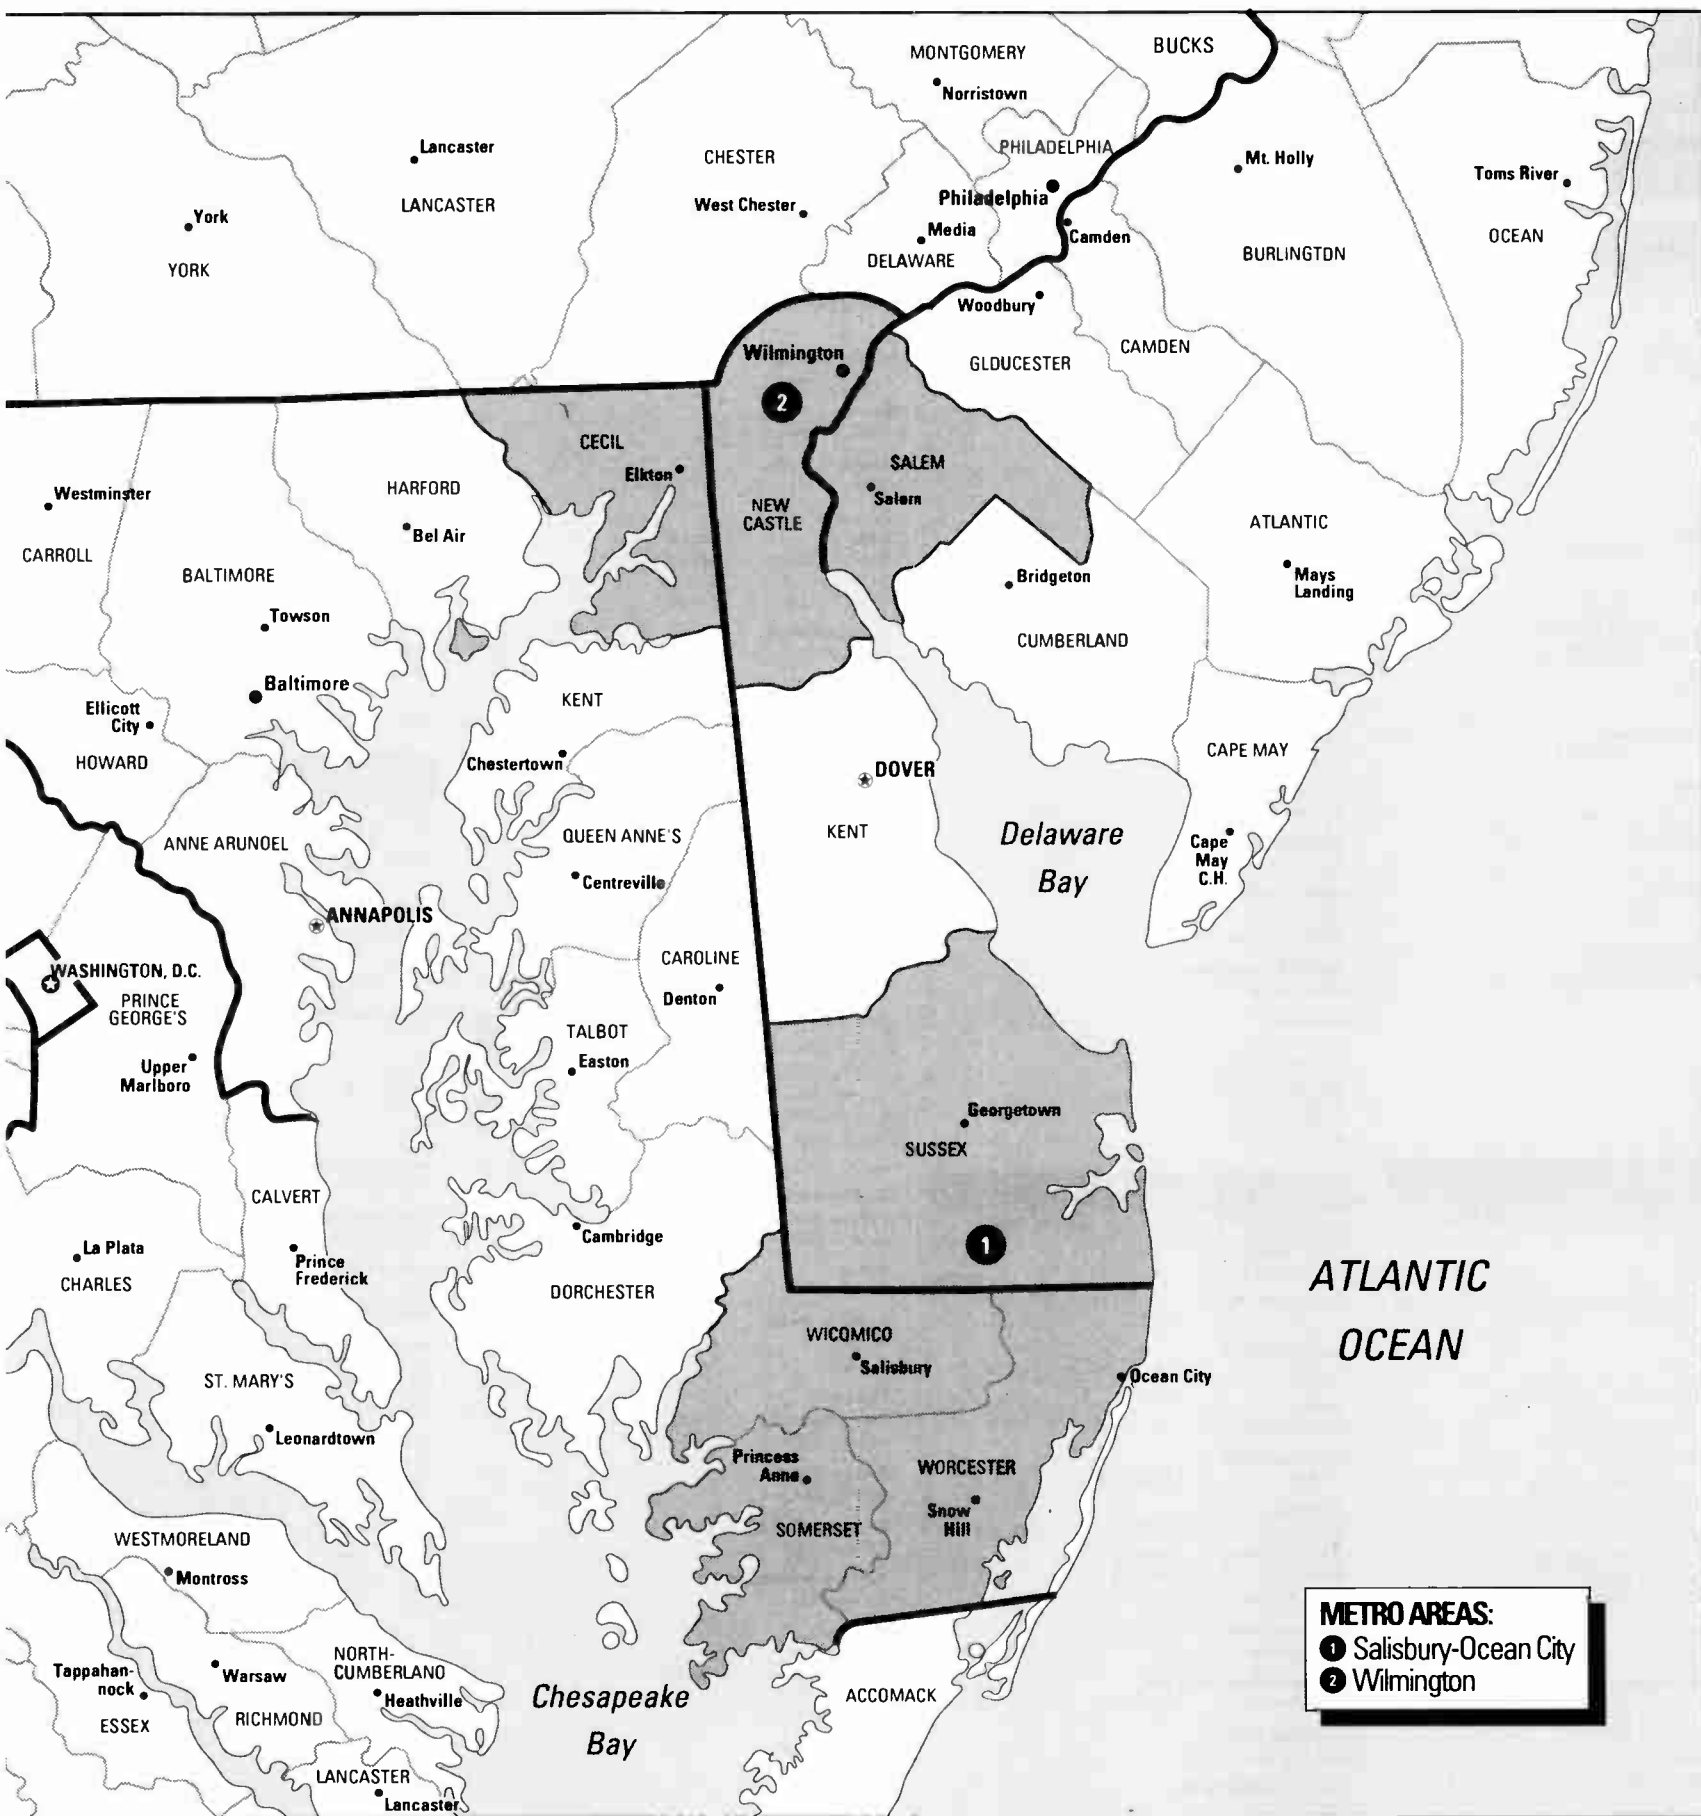 MONTGOMERY
Norristown
BUCKS
PHILADELPHIA
Philadelphia
Lancaster
LANCASTER
CHESTER
West Chester
Media
DELAWARE
Camden
Mt. Holly
BURLINGTDN
Toms River
OCEAN
York
YORK
Woodbury
GLDUCESTER
CAMDEN
Wilmington
2
NEW
CASTLE
CECIL
Elkton
SALEM
Salem
Westminster
CARROLL
HARFORD
Bel Air
BALTIMORE
Towson
Baltimore
Ellicott
City
HOWARD
ATLANTIC
Mays
Landing
Bridgeton
CUMBERLAND
CAPE MAY
Cape
May
C.H.
KENT
Chestertown
DOVER
KENT
Delaware
Bay
ANNE ARUNOEL
ANNAPOLIS
QUEEN ANNE'S
Centreville
CAROLINE
Denton
WASHINGTON, D.C.
PRINCE
GEORGE'S
Upper
Marlboro
TALBOT
Easton
Georgetown
SUSSEX
1
CALVERT
Prince
Frederick
La Plata
CHARLES
Cambridge
DORCHESTER
ATLANTIC
OCEAN
WICOMICO
Salisbury
Ocean City
ST. MARY'S
Leonardtown
Princess
Anne
SOMERSET
WORCESTER
Snow
Hill
WESTMORELAND
Montross
Tappahan-
nock
ESSEX
Warsaw
RICHMOND
NORTH-
CUMBERLANO
Heathville
LANCASTER
Lancaster
Chesapeake
Bay
ACCOMACK
METRO AREAS:
1 Salisbury-Ocean City
2 Wilmington